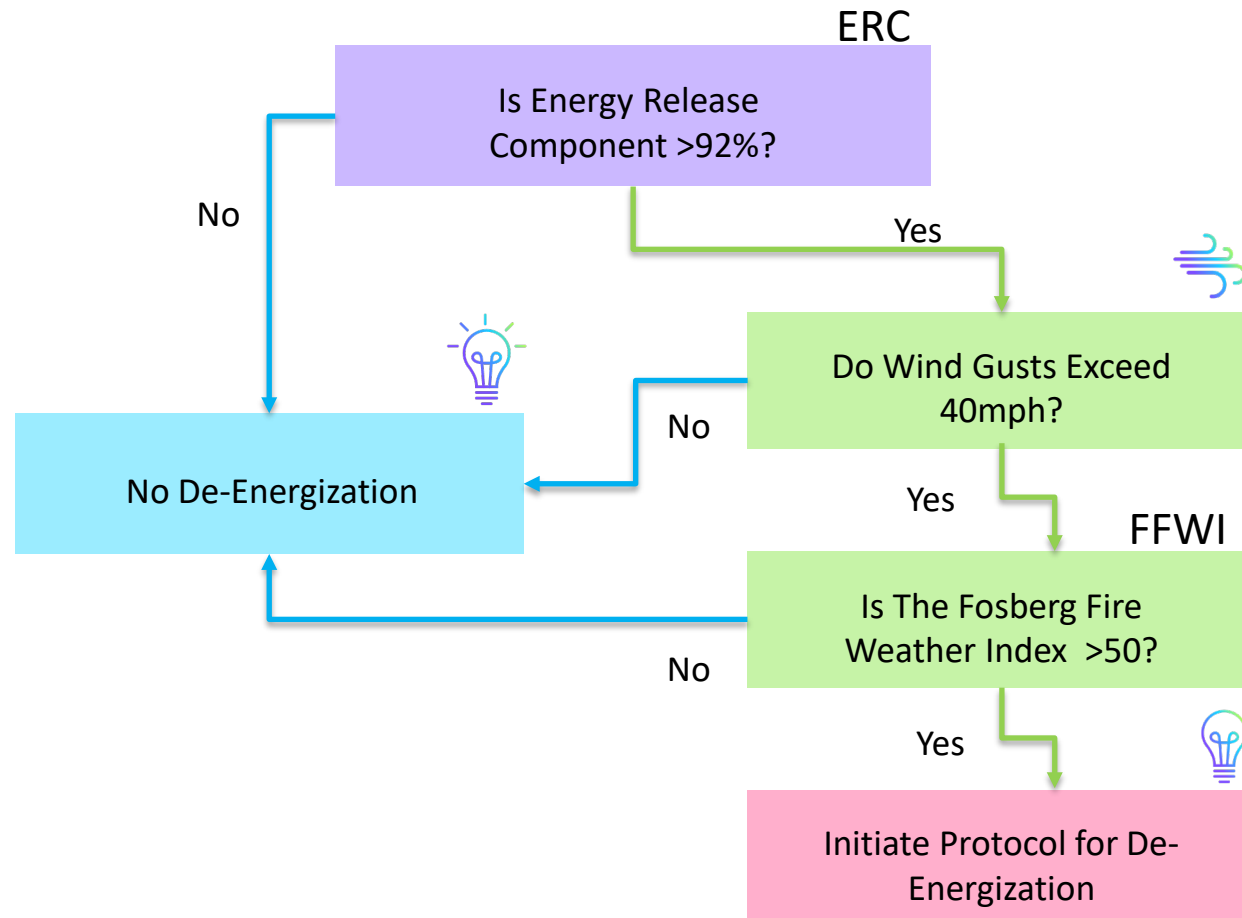 ERC
Is Energy Release
Component >92%?
No
Yes
Do Wind Gusts Exceed
40mph?
No
No De-Energization
Yes
FFWI
Is The Fosberg Fire
Weather Index  >50?
No
Yes
Initiate Protocol for De-
Energization